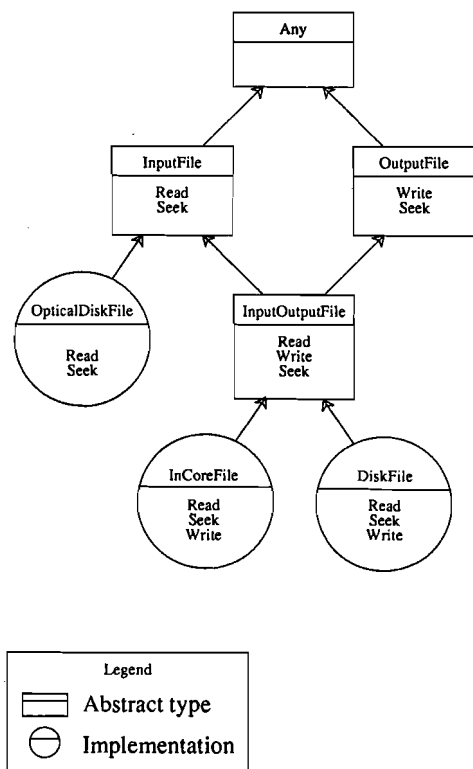 Any
InputFile
Read
Seek
OutputFile
Write
Seek
OpticalDiskFile
Read
Seek
InputOutputFile
Read
Write
Seek
InCoreFile
Read
Seek
Write
DiskFile
Read
Seek
Write
Legend
Abstract type
Implementation